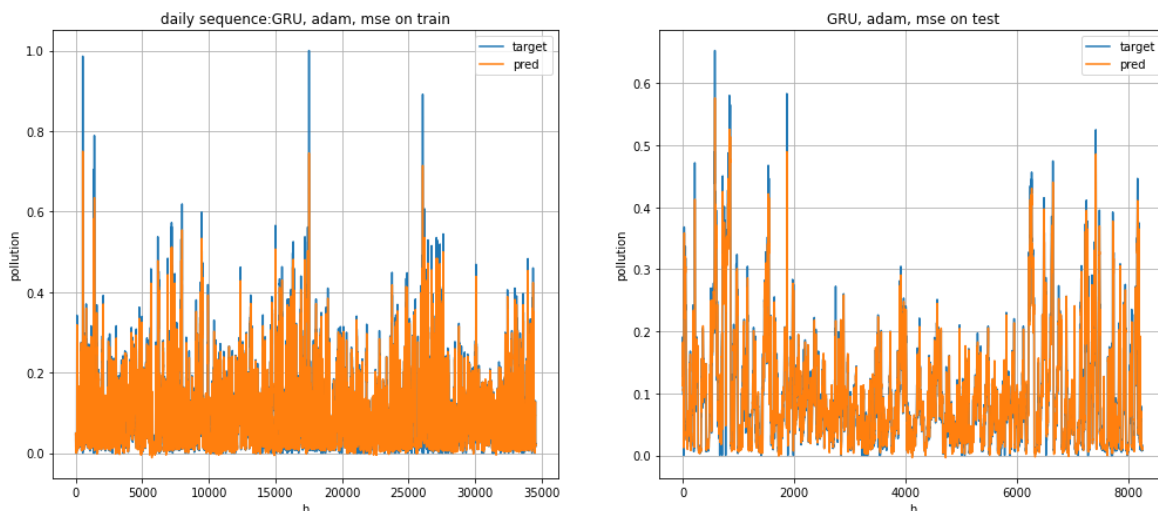 daily sequence:GRU, adam, mse on train
target
pred
1.0
0.8
0.6
0.4
0.2
0.0
pollution
0 5000 10000 15000 20000 25000 30000 35000
h
GRU, adam, mse on test
target
pred
0.6
0.5
0.4
0.3
0.2
0.1
0.0
pollution
0 2000 4000 6000 8000
h